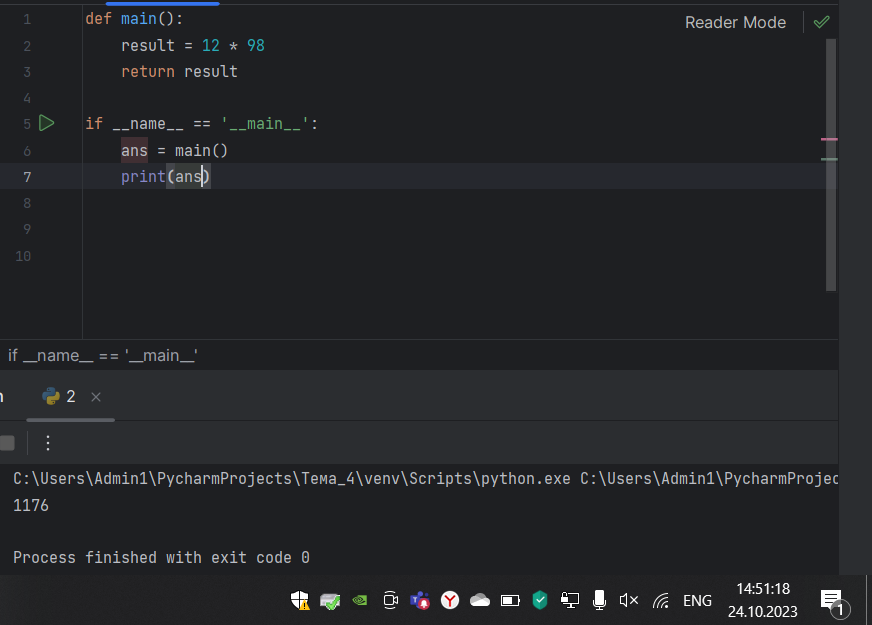 Reader Mode
1 def main():
2 result = 12 * 98
3 return result
4
5 if __name__ == '__main__':
6 ans = main()
7 print(ans)
8
9
10
if __name__ == '__main__'
2
C:\Users\Admin1\PycharmProjects\Тема_4\venv\Scripts\python.exe C:\Users\Admin1\PycharmProjec
1176
Process finished with exit code 0
ENG
14:51:18
24.10.2023
1